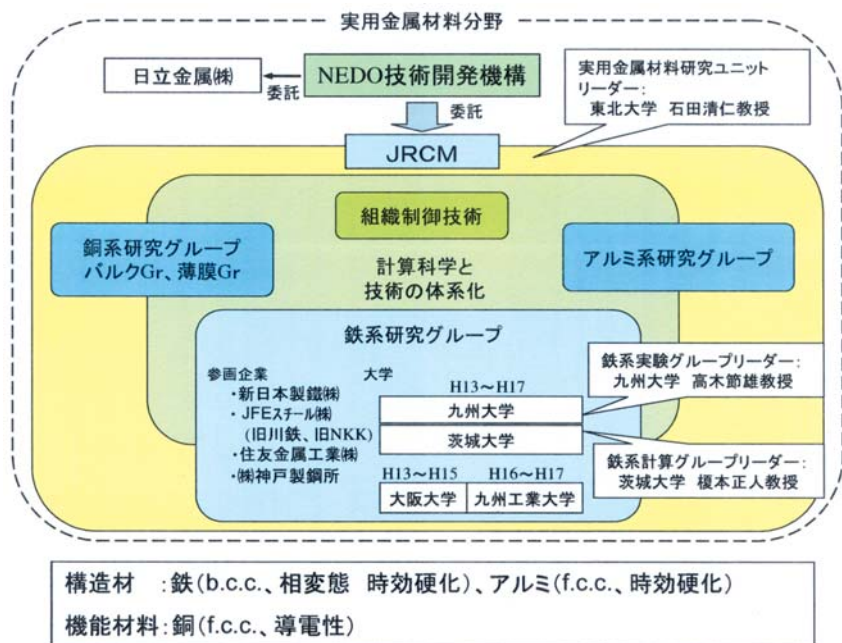 実用金属材料分野
日立金属㈱
委託
NEDO技術開発機構
委託
実用金属材料研究ユニット
リーダー:
東北大学 石田清仁教授
JRCM
組織制御技術
銅系研究グループ
バルクGr、薄膜Gr
計算科学と
技術の体系化
アルミ系研究グループ
鉄系研究グループ
参画企業
・新日本製鐵㈱
・JFEスチール㈱
(旧川鉄、旧NKK)
・住友金属工業㈱
・㈱神戸製鋼所
大学
H13～H17
九州大学
茨城大学
H13～H15 H16～H17
大阪大学 九州工業大学
鉄系実験グループリーダー:
九州大学 高木節雄教授
鉄系計算グループリーダー:
茨城大学 榎本正人教授
構造材 :鉄(b.c.c.、相変態 時効硬化)、アルミ(f.c.c.、時効硬化)
機能材料:銅(f.c.c.、導電性)